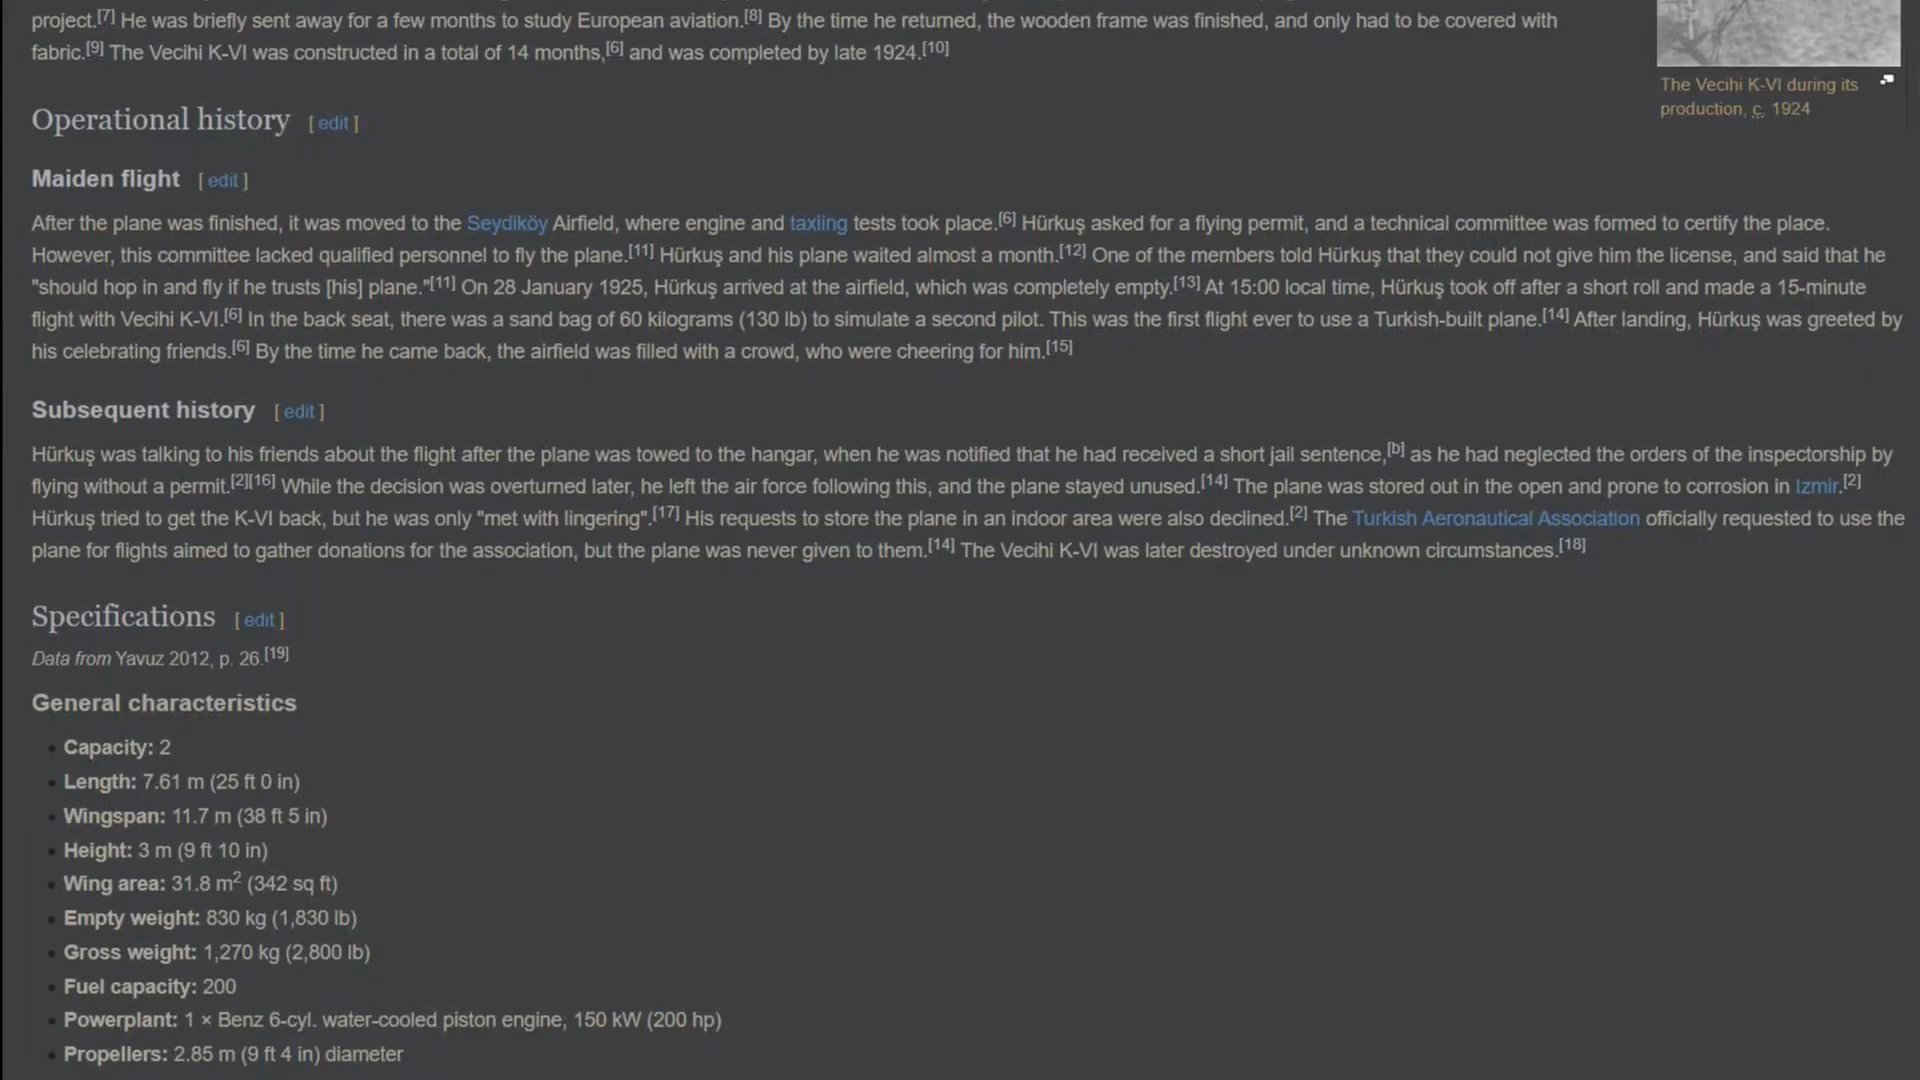 project.[7] He was briefly sent away for a few months to study European aviation.[8] By the time he returned, the wooden frame was finished, and only had to be covered with
fabric.[9] The Vecihi K-VI was constructed in a total of 14 months,[6] and was completed by late 1924.[10]
The Vecihi K-VI during its
production, c. 1924
Operational history [ edit ]
Maiden flight [ edit ]
After the plane was finished, it was moved to the Seydiköy Airfield, where engine and taxiing tests took place.[6] Hürkuş asked for a flying permit, and a technical committee was formed to certify the place.
However, this committee lacked qualified personnel to fly the plane.[11] Hürkuş and his plane waited almost a month.[12] One of the members told Hürkuş that they could not give him the license, and said that he
"should hop in and fly if he trusts [his] plane."[11] On 28 January 1925, Hürkuş arrived at the airfield, which was completely empty.[13] At 15:00 local time, Hürkuş took off after a short roll and made a 15-minute
flight with Vecihi K-VI.[6] In the back seat, there was a sand bag of 60 kilograms (130 lb) to simulate a second pilot. This was the first flight ever to use a Turkish-built plane.[14] After landing, Hürkuş was greeted by
his celebrating friends.[6] By the time he came back, the airfield was filled with a crowd, who were cheering for him.[15]
Subsequent history [ edit ]
Hürkuş was talking to his friends about the flight after the plane was towed to the hangar, when he was notified that he had received a short jail sentence,[b] as he had neglected the orders of the inspectorship by
flying without a permit.[2][16] While the decision was overturned later, he left the air force following this, and the plane stayed unused.[14] The plane was stored out in the open and prone to corrosion in Izmir.[2]
Hürkuş tried to get the K-VI back, but he was only "met with lingering".[17] His requests to store the plane in an indoor area were also declined.[2] The Turkish Aeronautical Association officially requested to use the
plane for flights aimed to gather donations for the association, but the plane was never given to them.[14] The Vecihi K-VI was later destroyed under unknown circumstances.[18]
Specifications [ edit ]
Data from Yavuz 2012, p. 26.[19]
General characteristics
Capacity: 2
Length: 7.61 m (25 ft 0 in)
Wingspan: 11.7 m (38 ft 5 in)
Height: 3 m (9 ft 10 in)
Wing area: 31.8 m² (342 sq ft)
Empty weight: 830 kg (1,830 lb)
Gross weight: 1,270 kg (2,800 lb)
Fuel capacity: 200
Powerplant: 1 × Benz 6-cyl. water-cooled piston engine, 150 kW (200 hp)
Propellers: 2.85 m (9 ft 4 in) diameter